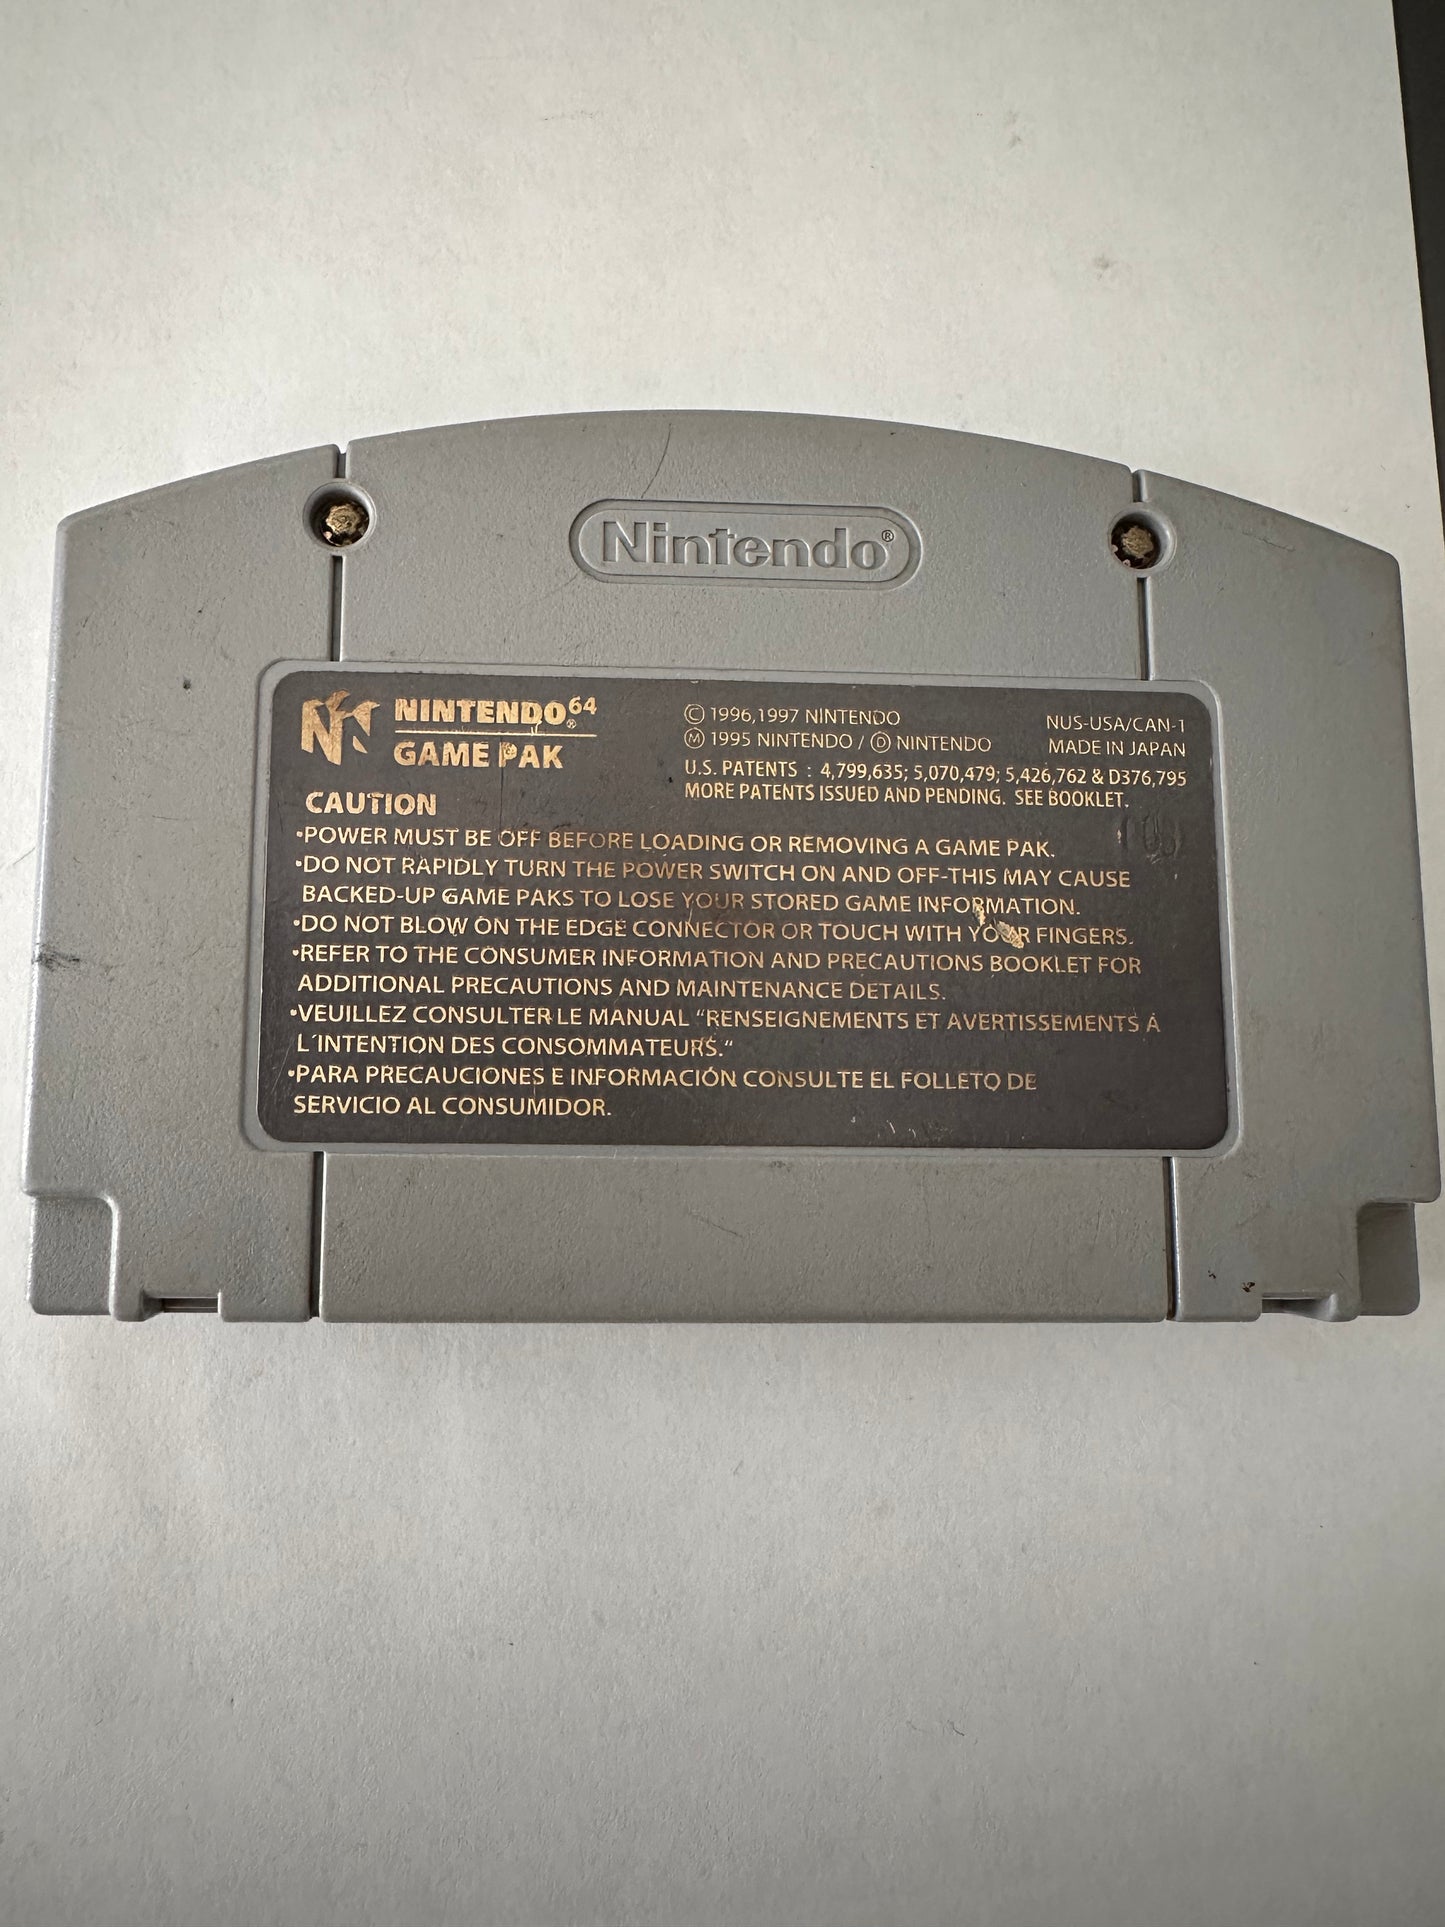 Nintendo®
NINTENDO⁶⁴®
GAME PAK
© 1996,1997 NINTENDO
Ⓜ 1995 NINTENDO / Ⓓ NINTENDO
NUS-USA/CAN-1
MADE IN JAPAN
U.S. PATENTS : 4,799,635; 5,070,479; 5,426,762 & D376,795
MORE PATENTS ISSUED AND PENDING. SEE BOOKLET.
CAUTION
•POWER MUST BE OFF BEFORE LOADING OR REMOVING A GAME PAK.
•DO NOT RAPIDLY TURN THE POWER SWITCH ON AND OFF-THIS MAY CAUSE
BACKED-UP GAME PAKS TO LOSE YOUR STORED GAME INFORMATION.
•DO NOT BLOW ON THE EDGE CONNECTOR OR TOUCH WITH YOUR FINGERS.
•REFER TO THE CONSUMER INFORMATION AND PRECAUTIONS BOOKLET FOR
ADDITIONAL PRECAUTIONS AND MAINTENANCE DETAILS.
•VEUILLEZ CONSULTER LE MANUAL "RENSEIGNEMENTS ET AVERTISSEMENTS À
L´INTENTION DES CONSOMMATEURS."
•PARA PRECAUCIONES E INFORMACIÓN CONSULTE EL FOLLETO DE
SERVICIO AL CONSUMIDOR.